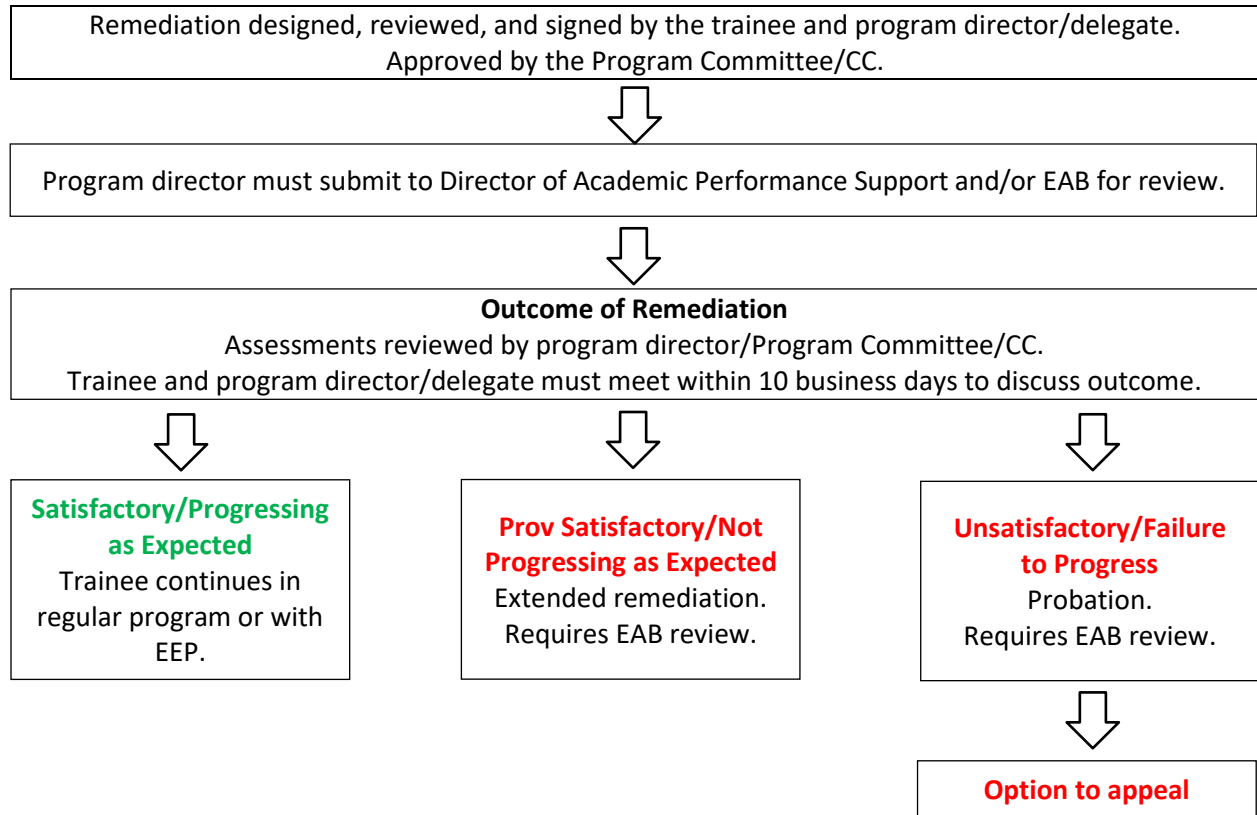 Remediation designed, reviewed, and signed by the trainee and program director/delegate.
Approved by the Program Committee/CC.
Program director must submit to Director of Academic Performance Support and/or EAB for review.
Outcome of Remediation
Assessments reviewed by program director/Program Committee/CC.
Trainee and program director/delegate must meet within 10 business days to discuss outcome.
Satisfactory/Progressing
as Expected
Trainee continues in
regular program or with
EEP.
Prov Satisfactory/Not
Progressing as Expected
Extended remediation.
Requires EAB review.
Unsatisfactory/Failure
to Progress
Probation.
Requires EAB review.
Option to appeal